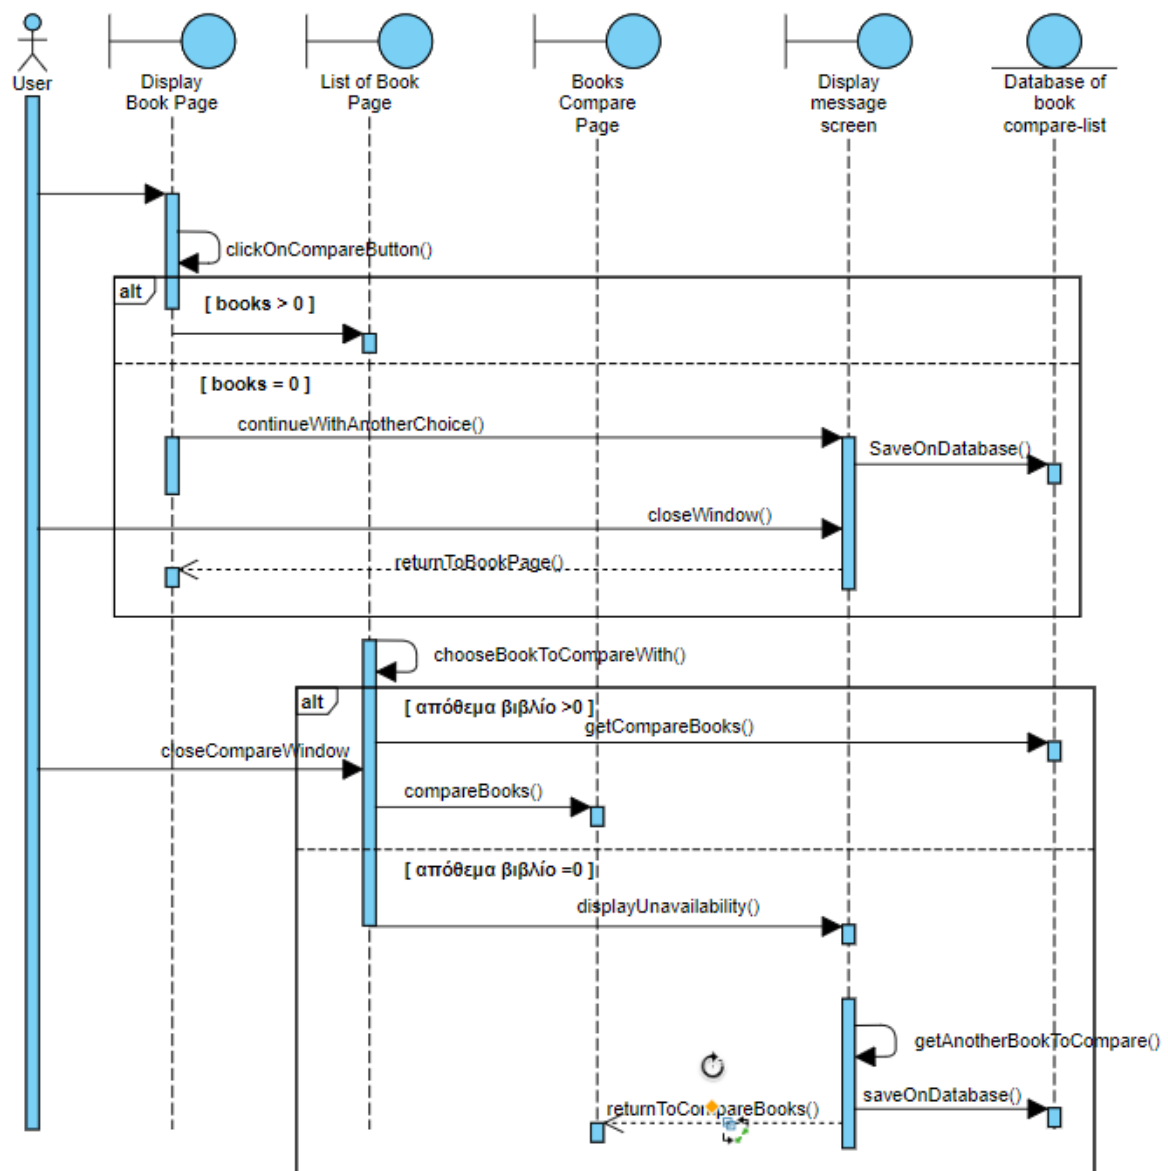 User
Display
Book Page
List of Book
Page
Books
Compare
Page
Display
message
screen
Database of
book
compare-list
clickOnCompareButton()
alt
[ books > 0 ]
[ books = 0 ]
continueWithAnotherChoice()
SaveOnDatabase()
closeWindow()
returnToBookPage()
chooseBookToCompareWith()
alt
[ απόθεμα βιβλίο >0 ]
getCompareBooks()
closeCompareWindow
compareBooks()
[ απόθεμα βιβλίο =0 ]
displayUnavailability()
getAnotherBookToCompare()
saveOnDatabase()
returnToCompareBooks()